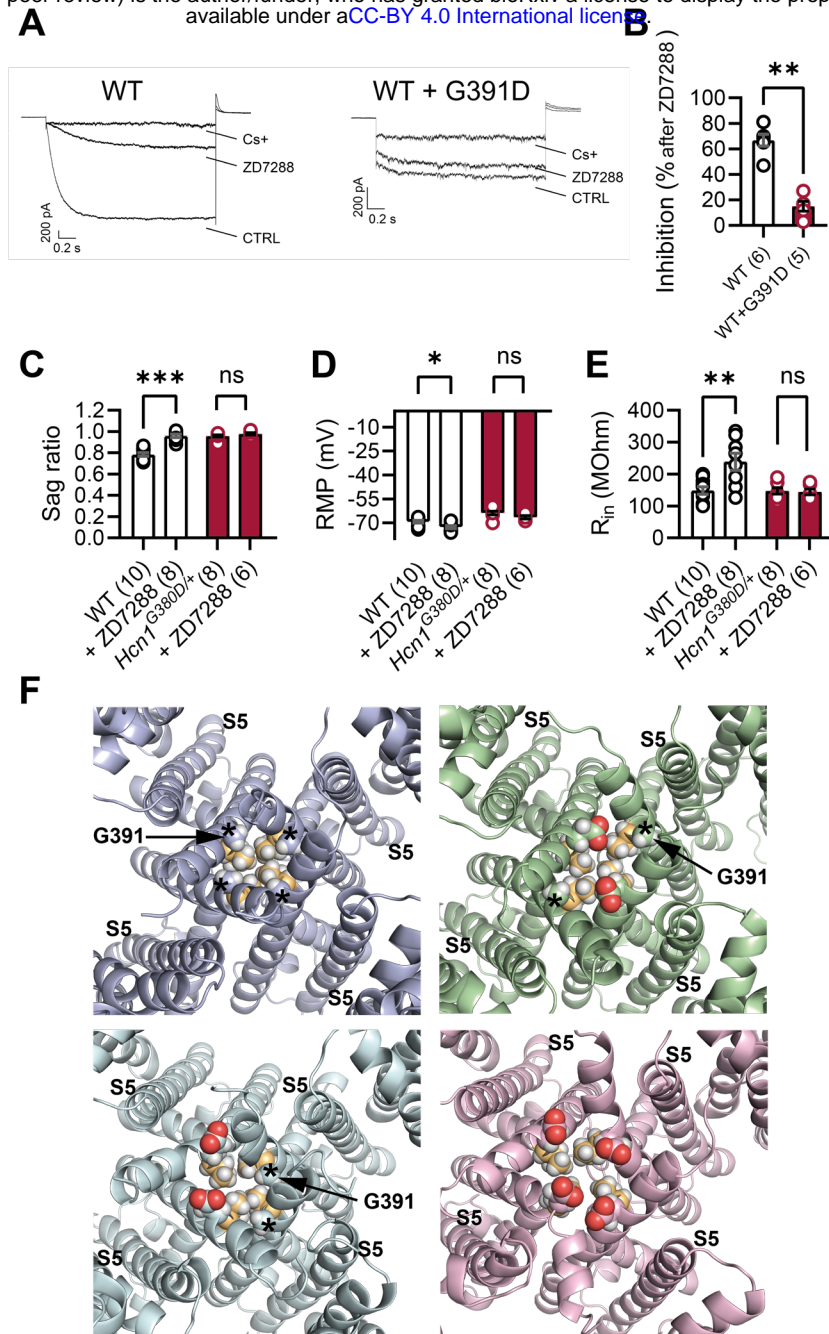 available under aCC-BY 4.0 International license.
A
WT
WT + G391D
Cs+
ZD7288
CTRL
200 pA
0.2 s
Cs+
ZD7288
CTRL
200 pA
0.2 s
B
**
Inhibition (% after ZD7288 )
100
80
60
40
20
0
WT (6)
WT+G391D (5)
C
***
ns
Sag ratio
1.2
1.0
0.8
0.6
0.4
0.2
0.0
WT (10)
+ ZD7288 (8)
Hcn1G380D/+ (8)
+ ZD7288 (6)
D
*
ns
RMP (mV)
-10
-25
-40
-55
-70
WT (10)
+ ZD7288 (8)
Hcn1G380D/+ (8)
+ ZD7288 (6)
E
**
ns
Rin (MOhm)
400
300
200
100
0
WT (10)
+ ZD7288 (8)
Hcn1G380D/+ (8)
+ ZD7288 (6)
F
S5
G391
*
*
S5
*
*
S5
S5
S5
S5
*
G391
*
S5
S5
S5
S5
*
G391
*
S5
S5
S5
S5
S5
S5